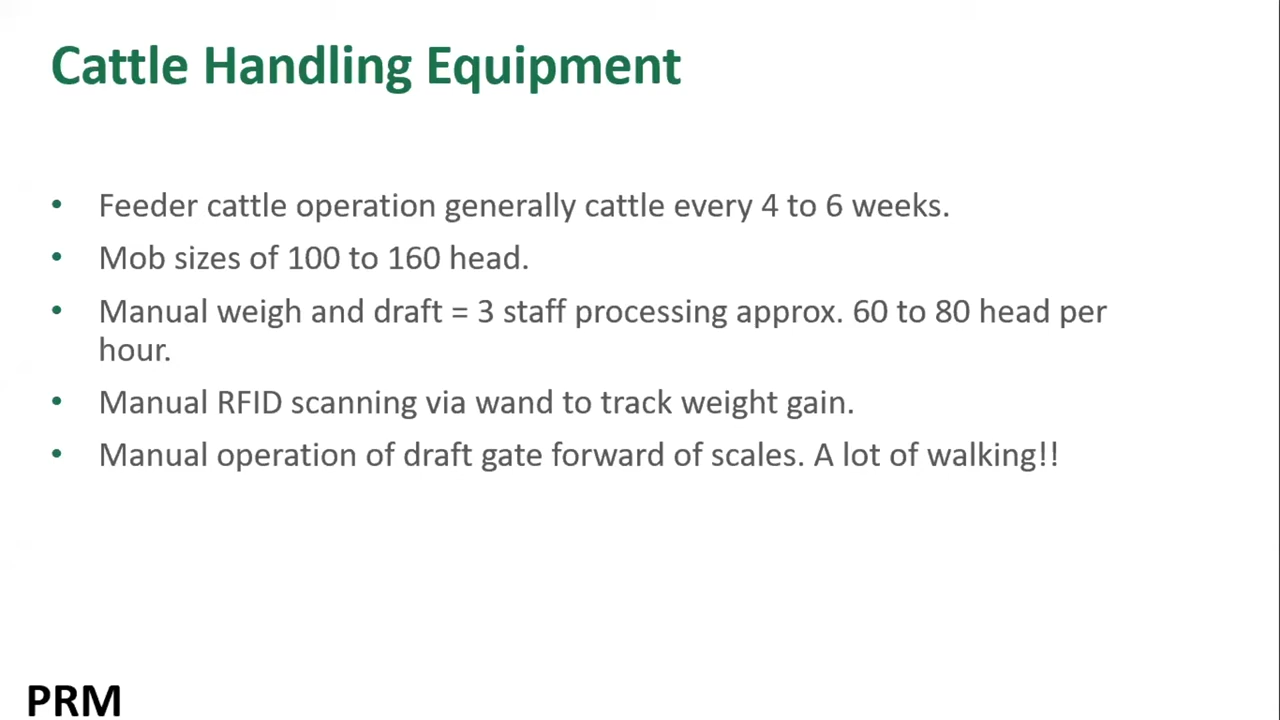 Cattle Handling Equipment
• Feeder cattle operation generally cattle every 4 to 6 weeks.
• Mob sizes of 100 to 160 head.
• Manual weigh and draft = 3 staff processing approx. 60 to 80 head per
hour.
• Manual RFID scanning via wand to track weight gain.
• Manual operation of draft gate forward of scales. A lot of walking!!
PRM